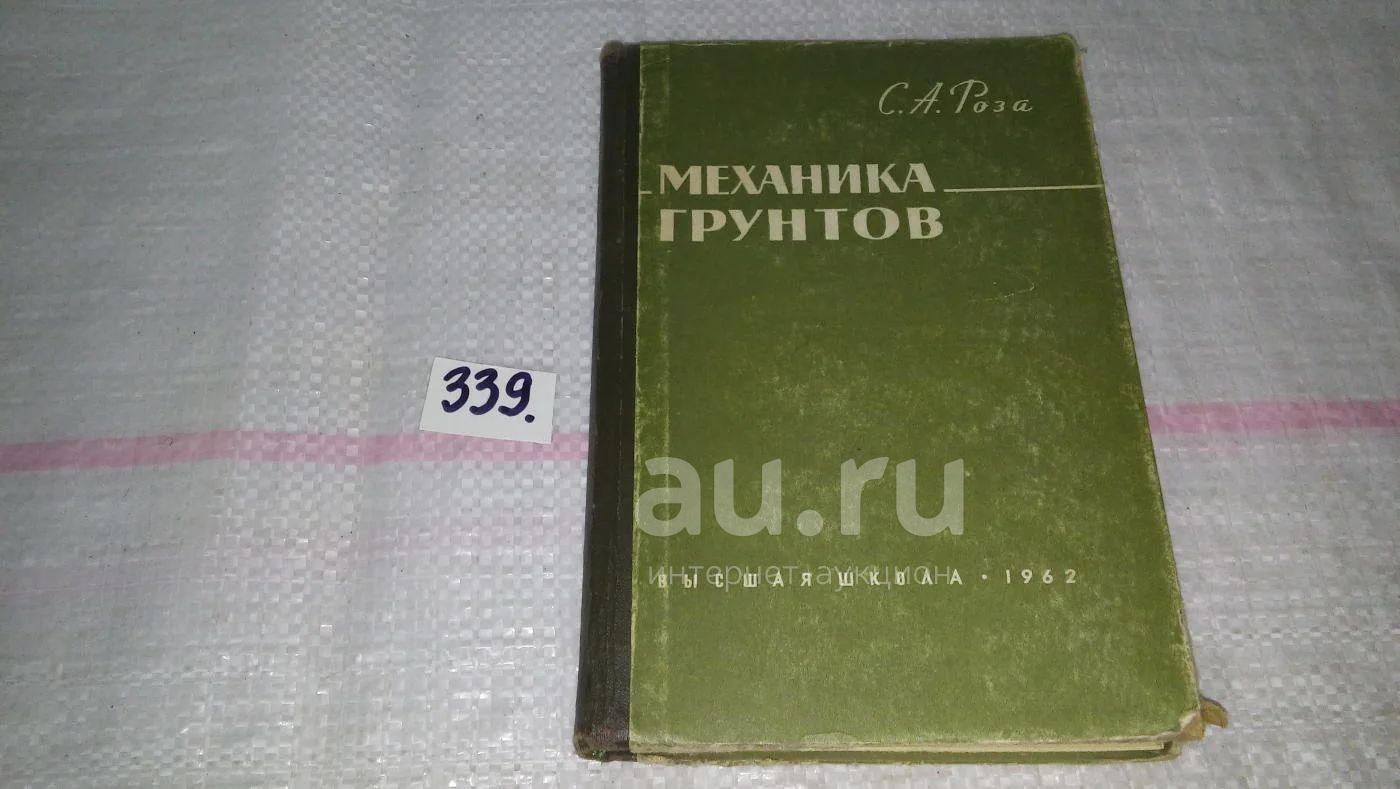 С. А. Роза
МЕХАНИКА
ГРУНТОВ
339.
au.ru
интернет-аукцион
ВЫСШАЯ ШКОЛА · 1962